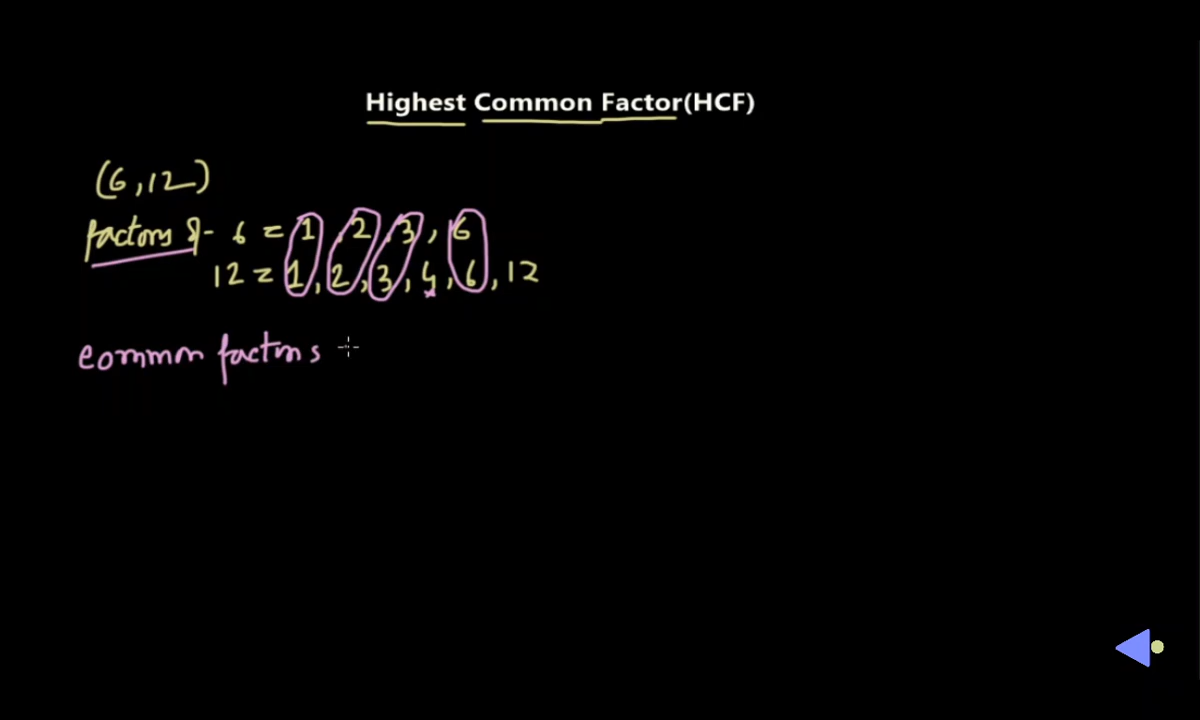 Highest Common Factor(HCF)
(6,12)
factors :- 6 = 1, 2, 3, 6
12 = 1, 2, 3, 4, 6, 12
common factors